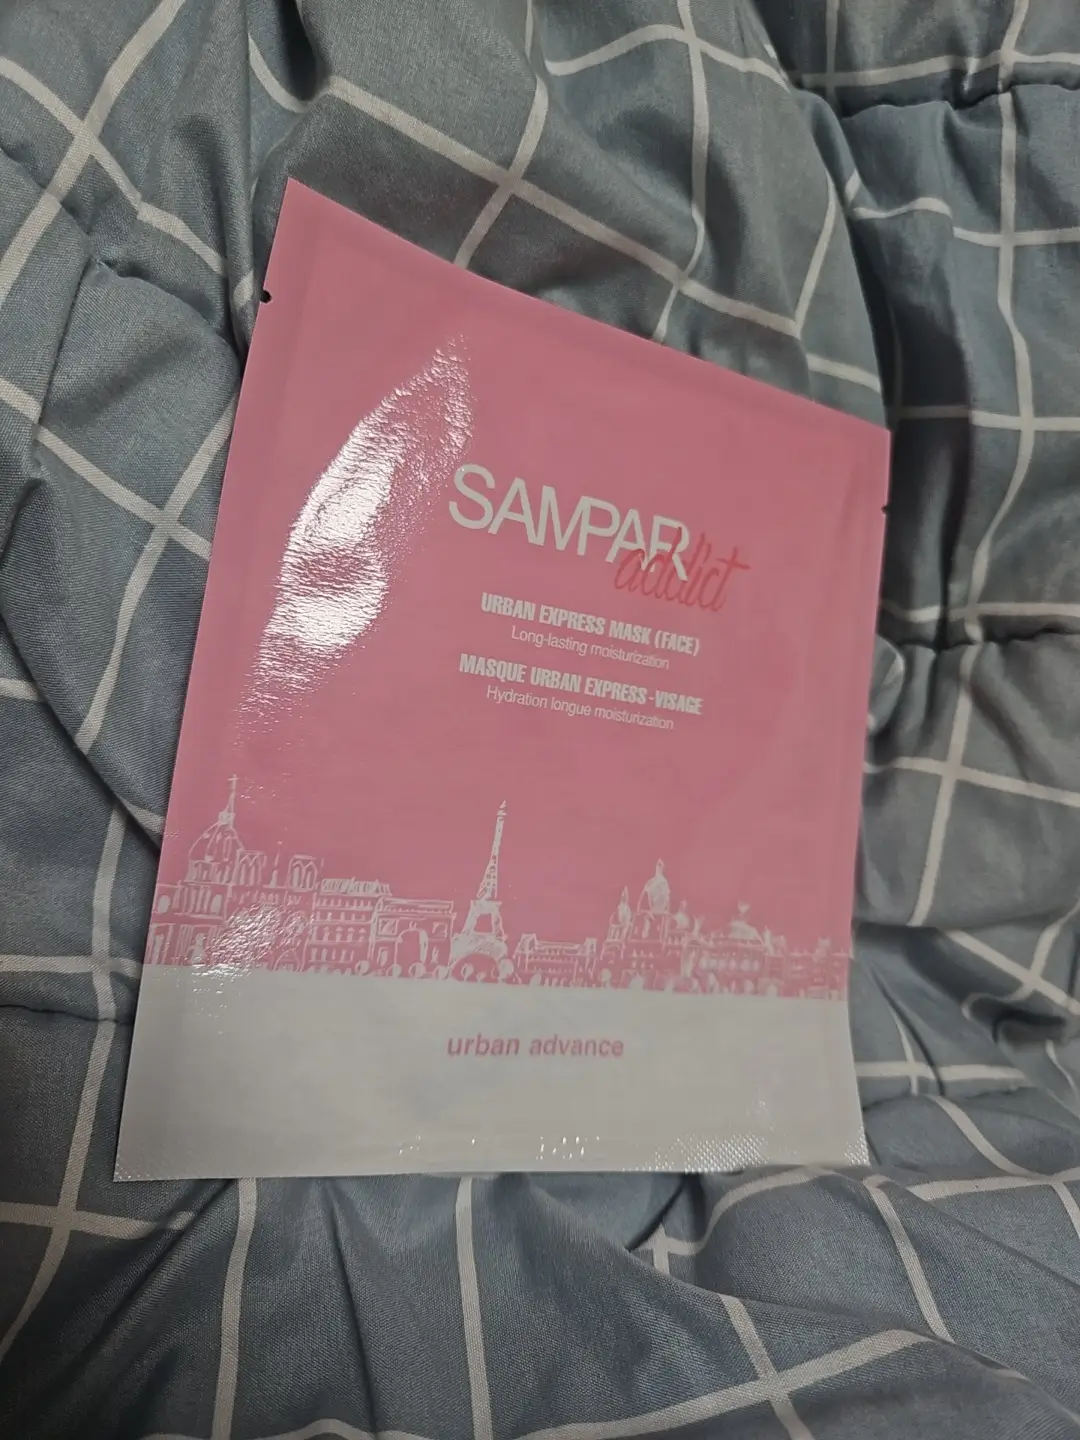 SAMPAR
addict
URBAN EXPRESS MASK (FACE)
Long-lasting moisturization
MASQUE URBAN EXPRESS-VISAGE
Hydration longue moisturization
urban advance